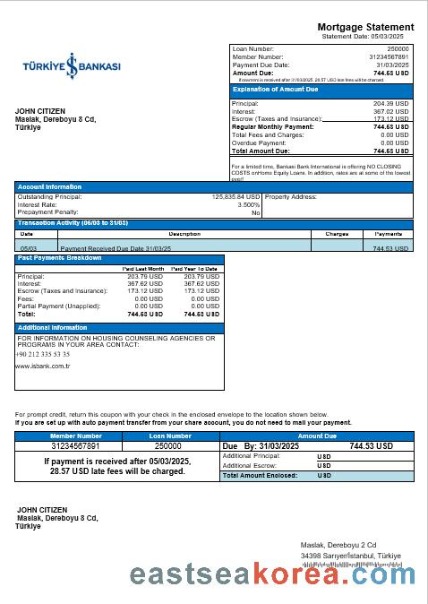 Mortgage Statement
Statement Date: 05/03/2025
TÜRKİYE İŞ BANKASI
Loan Number: 250000
Member Number: 31234567891
Payment Due Date: 31/03/2025
Amount Due: 744.53 USD
If payment is received after 31/03/2025, 28.57 USD late fees will be charged.
JOHN CITIZEN
Maslak, Dereboyu 8 Cd,
Türkiye
Explanation of Amount Due
Principal: 204.39 USD
Interest: 367.02 USD
Escrow (Taxes and Insurance): 173.12 USD
Regular Monthly Payment: 744.53 USD
Total Fees and Charges: 0.00 USD
Overdue Payment: 0.00 USD
Total Amount Due: 744.53 USD
For a limited time, Bankasi Bank International is offering NO CLOSING
COSTS onHome Equity Loans. In addition, rates are at some of the lowest
ever!
Account Information
Outstanding Principal: 125,835.84 USD Property Address:
Interest Rate: 3.500%
Prepayment Penalty: No
Transaction Activity
Date Description Charges Payments
05/03 Payment Received Due Date 31/03/25 744.53 USD
Past Payments Breakdown
Paid Last Month Paid Year To Date
Principal: 203.79 USD 203.79 USD
Interest: 367.62 USD 367.62 USD
Escrow (Taxes and Insurance): 173.12 USD 173.12 USD
Fees: 0.00 USD 0.00 USD
Partial Payment (Unapplied): 0.00 USD 0.00 USD
Total: 744.53 USD 744.53 USD
Additional Information
FOR INFORMATION ON HOUSING COUNSELING AGENCIES OR
PROGRAMS IN YOUR AREA CONTACT:
+90 212 335 53 35
www.isbank.com.tr
For prompt credit, return this coupon with your check in the enclosed envelope to the location shown below.
If you are set up with auto payment transfer from your share account, you do not need to mail your payment.
Member Number Loan Number Amount Due
31234567891 250000 Due By: 31/03/2025 744.53 USD
If payment is received after 05/03/2025,
28.57 USD late fees will be charged.
Additional Principal: USD
Additional Escrow: USD
Total Amount Enclosed: USD
JOHN CITIZEN
Maslak, Dereboyu 8 Cd,
Türkiye
Maslak, Dereboyu 2 Cd
34398 Sarıyer/İstanbul, Türkiye
eastseakorea.com